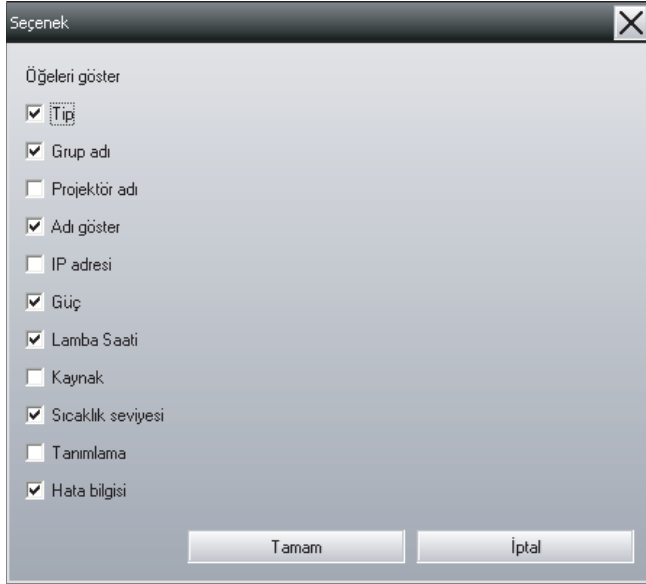 Seçenek
Öğeleri göster
Tip
Grup adı
Projektör adı
Adı göster
IP adresi
Güç
Lamba Saati
Kaynak
Sıcaklık seviyesi
Tanımlama
Hata bilgisi
Tamam İptal